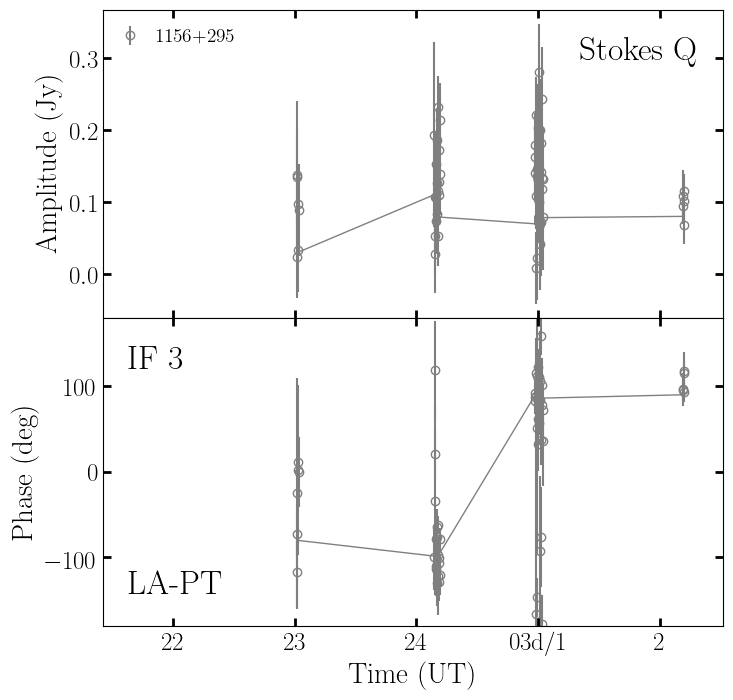 1156+295
Stokes Q
0.3
0.2
0.1
0.0
Amplitude (Jy)
IF 3
100
0
−100
Phase (deg)
LA-PT
22 23 24 03d/1 2
Time (UT)